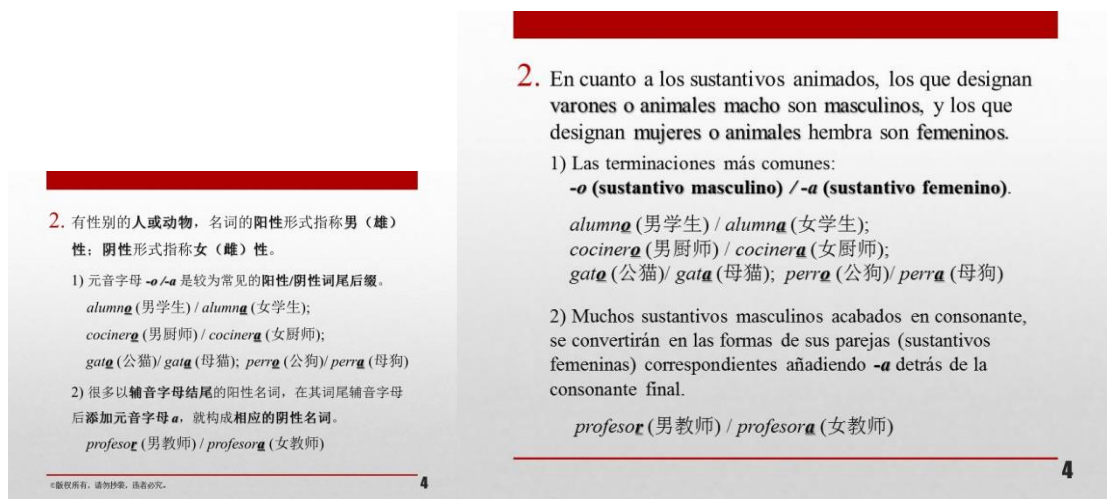 2. 有性别的人或动物，名词的阳性形式指称男（雄）
性；阴性形式指称女（雌）性。
1) 元音字母 -o /-a 是较为常见的阳性/阴性词尾后缀。
alumno (男学生) / alumna (女学生);
cocinero (男厨师) / cocinera (女厨师);
gato (公猫)/ gata (母猫); perro (公狗)/ perra (母狗)
2) 很多以辅音字母结尾的阳性名词，在其词尾辅音字母
后添加元音字母 a，就构成相应的阴性名词。
profesor (男教师) / profesora (女教师)
©版权所有，请勿抄袭，违者必究。
4
2. En cuanto a los sustantivos animados, los que designan
varones o animales macho son masculinos, y los que
designan mujeres o animales hembra son femeninos.
1) Las terminaciones más comunes:
-o (sustantivo masculino) / -a (sustantivo femenino).
alumno (男学生) / alumna (女学生);
cocinero (男厨师) / cocinera (女厨师);
gato (公猫)/ gata (母猫); perro (公狗)/ perra (母狗)
2) Muchos sustantivos masculinos acabados en consonante,
se convertirán en las formas de sus parejas (sustantivos
femeninas) correspondientes añadiendo -a detrás de la
consonante final.
profesor (男教师) / profesora (女教师)
4